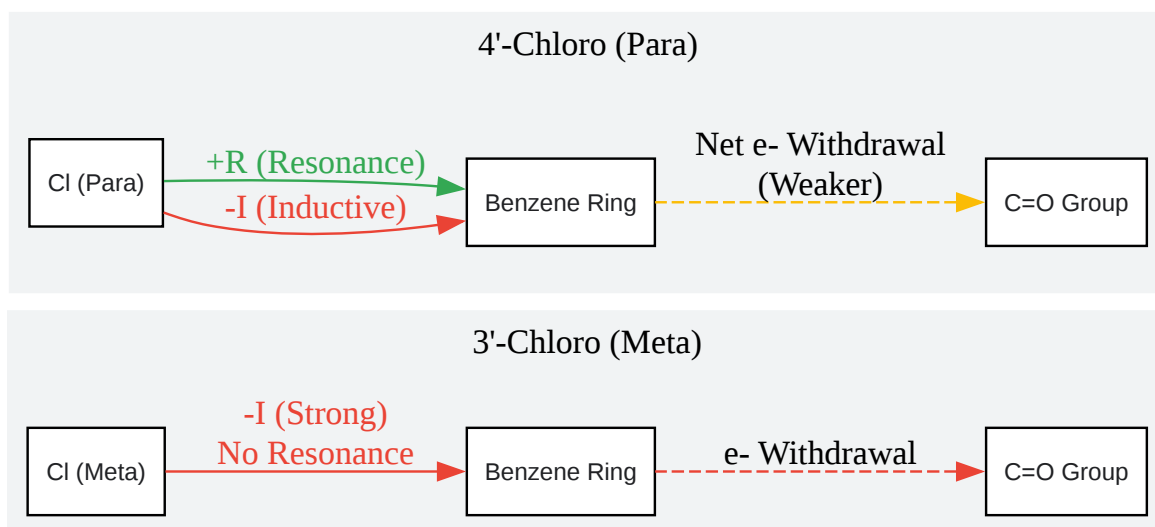 4'-Chloro (Para)
Cl (Para)
+R (Resonance)
-I (Inductive)
Benzene Ring
Net e- Withdrawal
(Weaker)
C=O Group
3'-Chloro (Meta)
Cl (Meta)
-I (Strong)
No Resonance
Benzene Ring
e- Withdrawal
C=O Group